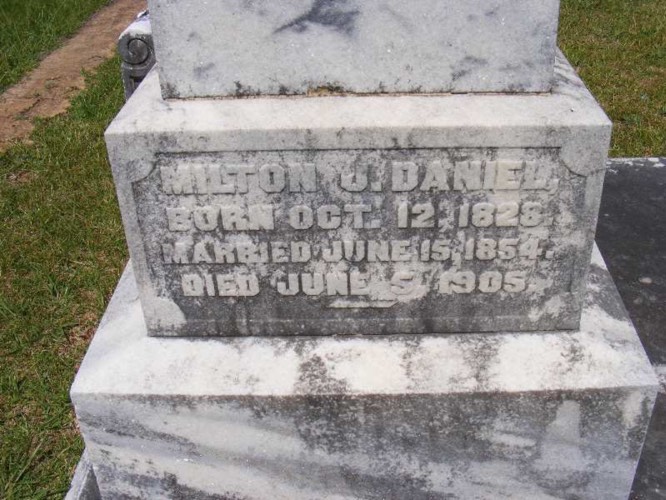 MILTON J. DANIEL,
BORN OCT. 12, 1828.
MARRIED JUNE 15, 1854.
DIED JUNE 5, 1905.